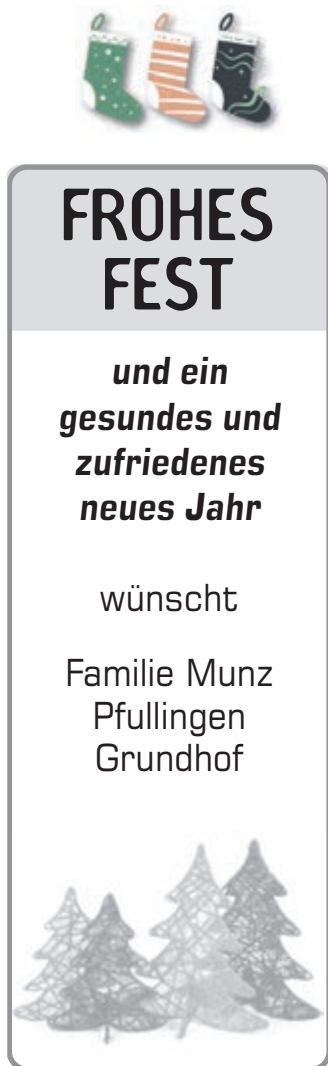 FROHES
FEST
und ein
gesundes und
zufriedenes
neues Jahr
wünscht
Familie Munz
Pfullingen
Grundhof